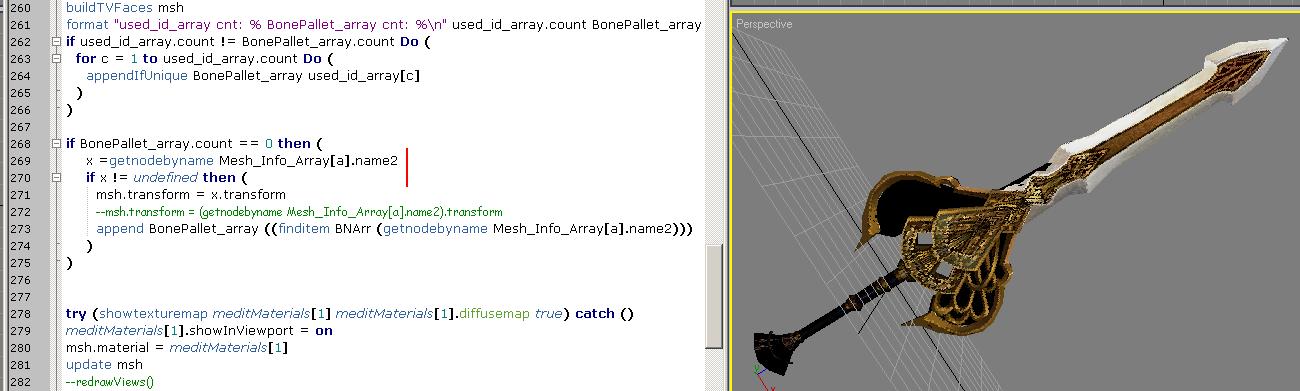 260 buildTVFaces msh
261 format "used_id_array cnt: % BonePallet_array cnt: %\n" used_id_array.count BonePallet_array
262 if used_id_array.count != BonePallet_array.count Do (
263 for c = 1 to used_id_array.count Do (
264 appendIfUnique BonePallet_array used_id_array[c]
265 )
266 )
267
268 if BonePallet_array.count == 0 then (
269 x =getnodebyname Mesh_Info_Array[a].name2
270 if x != undefined then (
271 msh.transform = x.transform
272 --msh.transform = (getnodebyname Mesh_Info_Array[a].name2).transform
273 append BonePallet_array ((finditem BNArr (getnodebyname Mesh_Info_Array[a].name2)))
274 )
275 )
276
277
278 try (showtexturemap meditMaterials[1] meditMaterials[1].diffusemap true) catch ()
279 meditMaterials[1].showInViewport = on
280 msh.material = meditMaterials[1]
281 update msh
282 --redrawViews()
Perspective
y
x